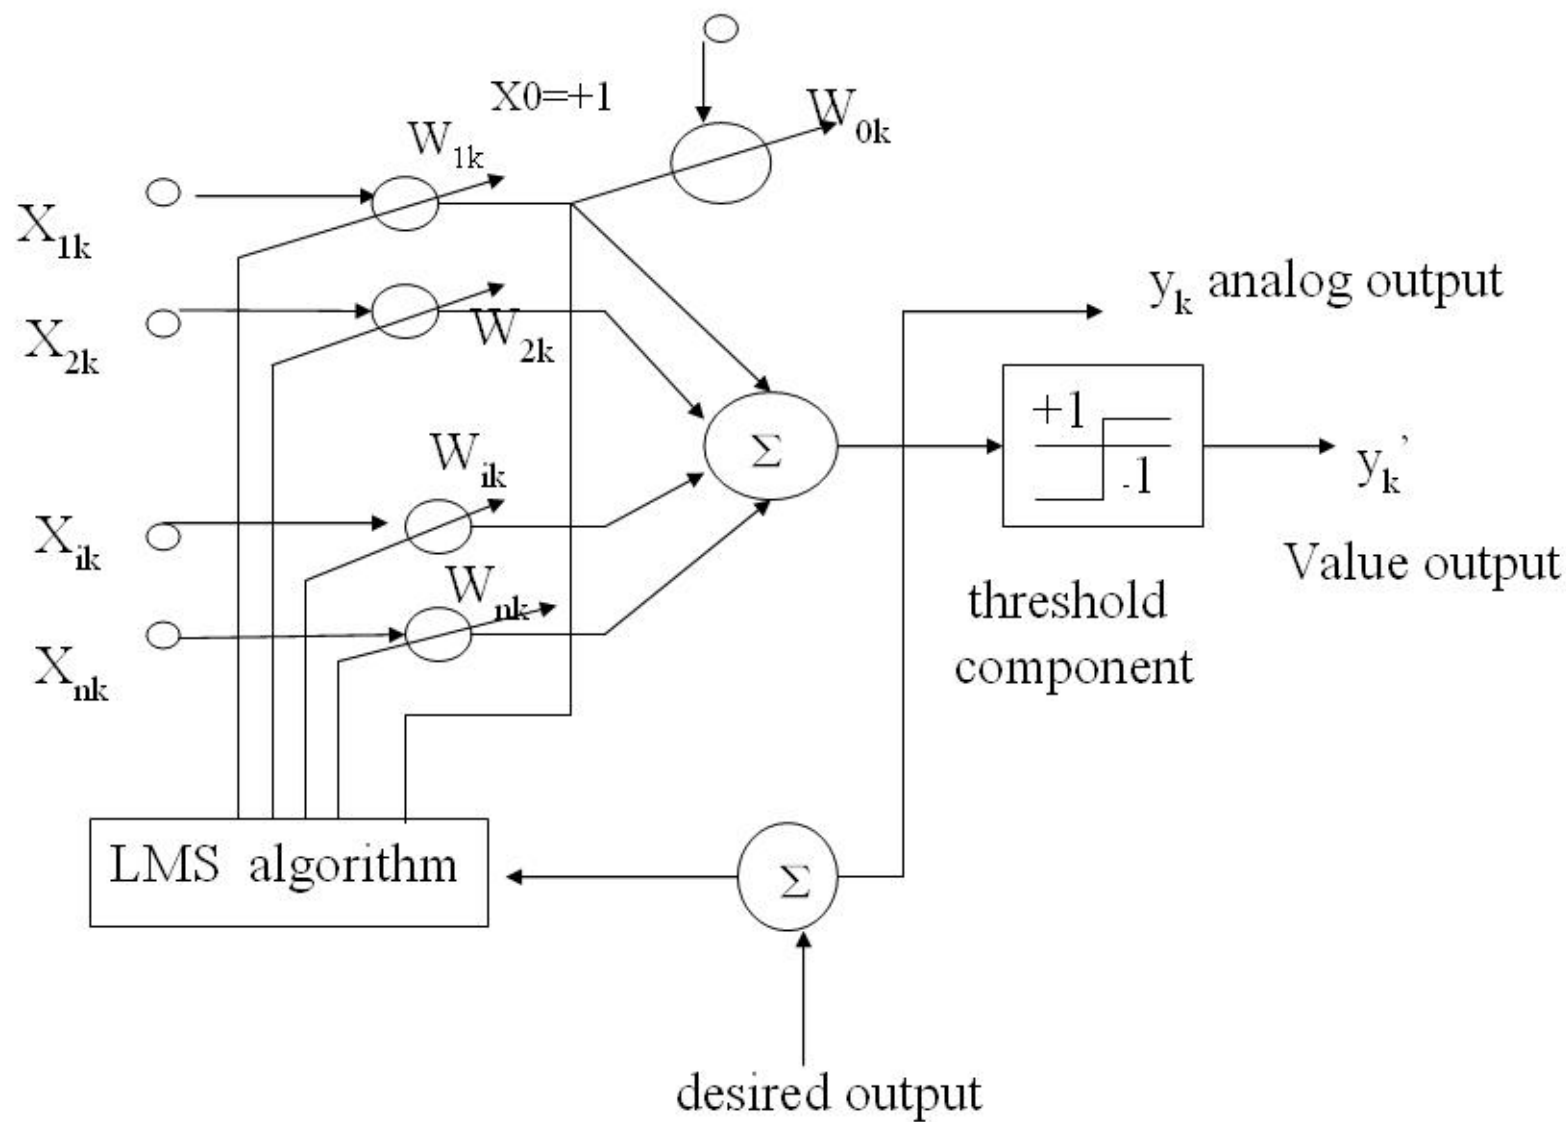 X0=+1
W0k
W1k
X1k
yk analog output
X2k
W2k
+1
-1
Σ
Wik
yk’
Xik
Value output
Wnk
threshold
component
Xnk
LMS algorithm
Σ
desired output